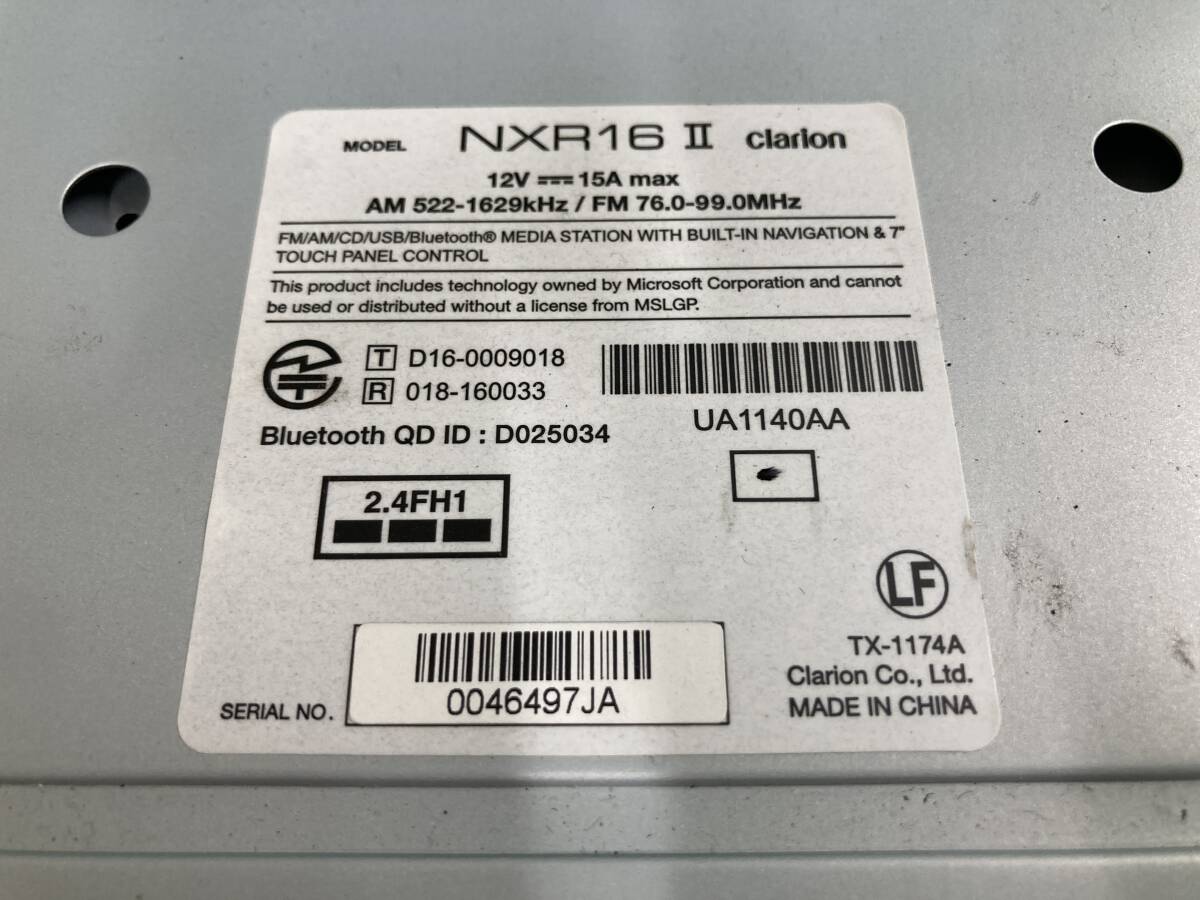 MODEL NXR16 II clarion
12V 15A max
AM 522-1629kHz / FM 76.0-99.0MHz
FM/AM/CD/USB/Bluetooth® MEDIA STATION WITH BUILT-IN NAVIGATION & 7"
TOUCH PANEL CONTROL
This product includes technology owned by Microsoft Corporation and cannot
be used or distributed without a license from MSLGP.
T D16-0009018
R 018-160033
UA1140AA
Bluetooth QD ID : D025034
2.4FH1
LF
TX-1174A
Clarion Co., Ltd.
MADE IN CHINA
SERIAL NO. 0046497JA